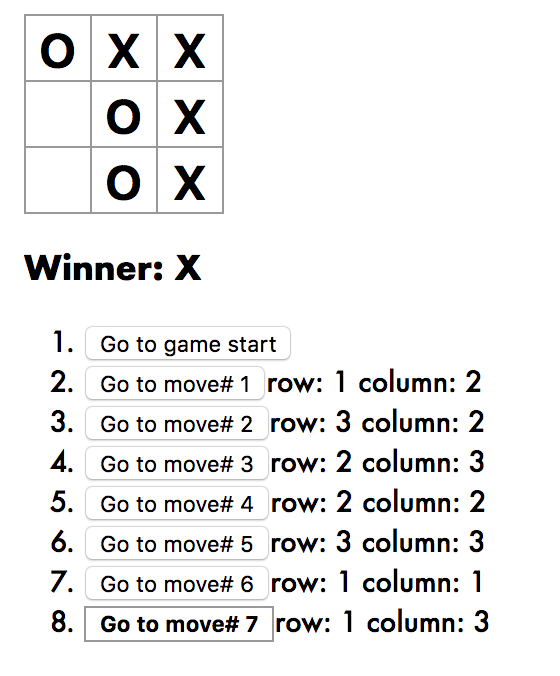 O X X
O X
O X
Winner: X
1. Go to game start
2. Go to move# 1 row: 1 column: 2
3. Go to move# 2 row: 3 column: 2
4. Go to move# 3 row: 2 column: 3
5. Go to move# 4 row: 2 column: 2
6. Go to move# 5 row: 3 column: 3
7. Go to move# 6 row: 1 column: 1
8. Go to move# 7 row: 1 column: 3